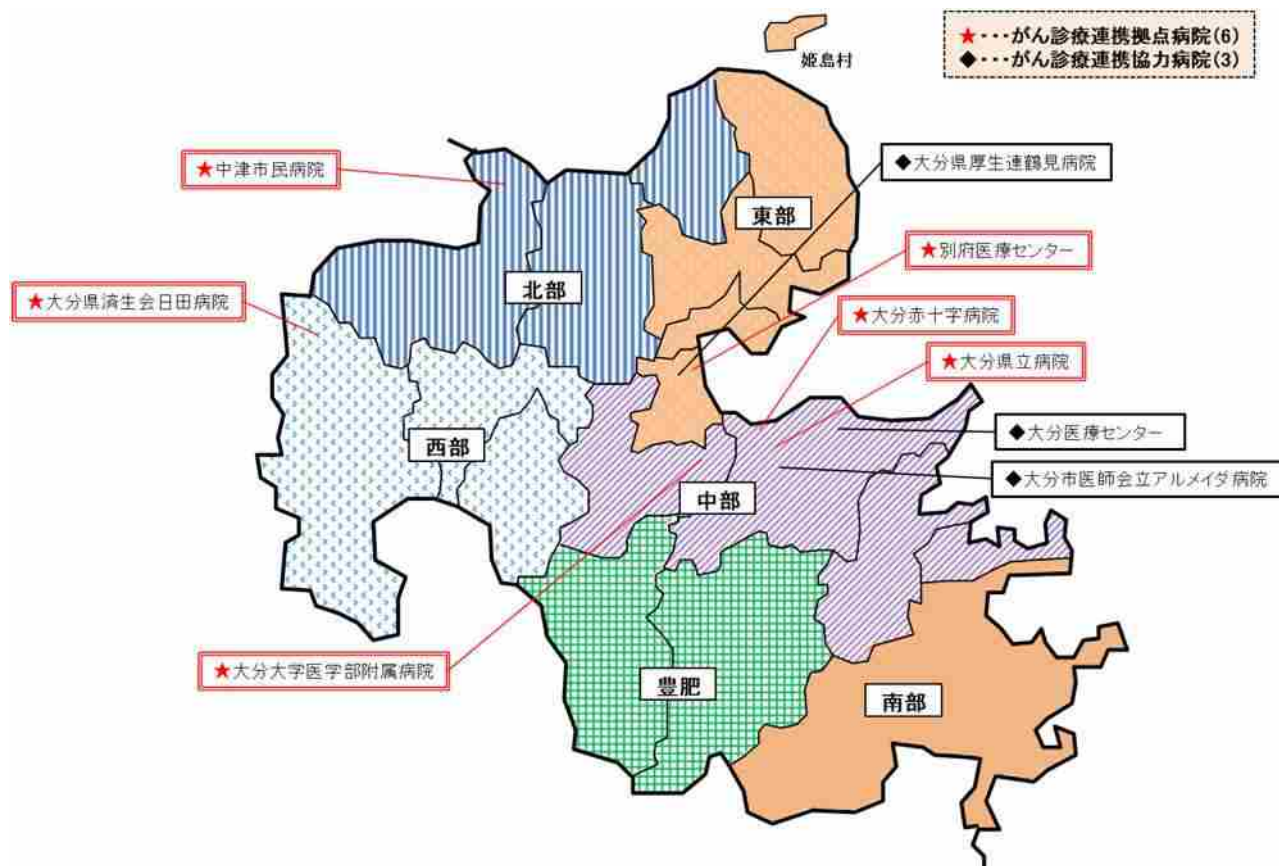 ★・・・がん診療連携拠点病院(6)
◆・・・がん診療連携協力病院(3)
姫島村
★中津市民病院
◆大分県厚生連鶴見病院
東部
★別府医療センター
北部
★大分県済生会日田病院
★大分赤十字病院
★大分県立病院
西部
◆大分医療センター
◆大分市医師会立アルメイダ病院
中部
★大分大学医学部附属病院
豊肥
南部